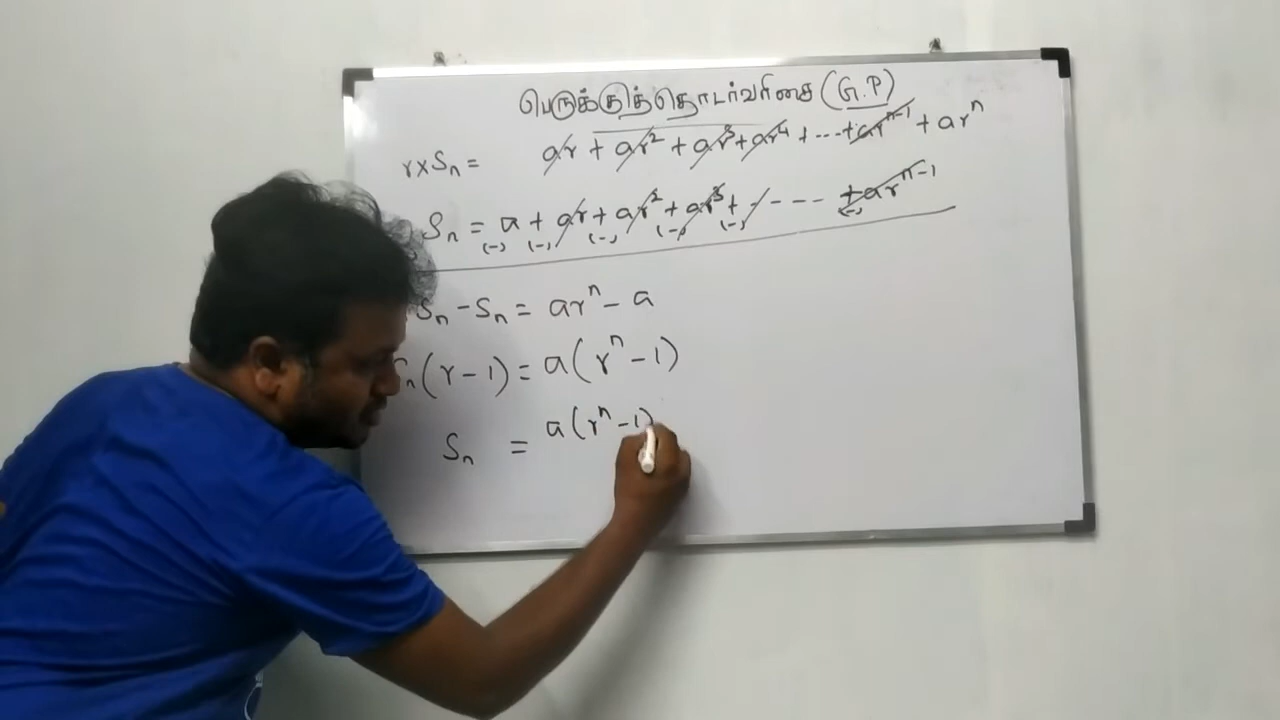 பெருக்குத்தொடர்வரிசை (G.P)
r×Sₙ = ar + ar² + ar³ + ar⁴ + ---- + arⁿ⁻¹ + arⁿ
Sₙ = a + ar + ar² + ar³ + - - - - + arⁿ⁻¹
(-) (-) (-) (-) (-) (-)
Sₙ - Sₙ = arⁿ - a
ₙ(r - 1) = a(rⁿ - 1)
Sₙ = a(rⁿ - 1)